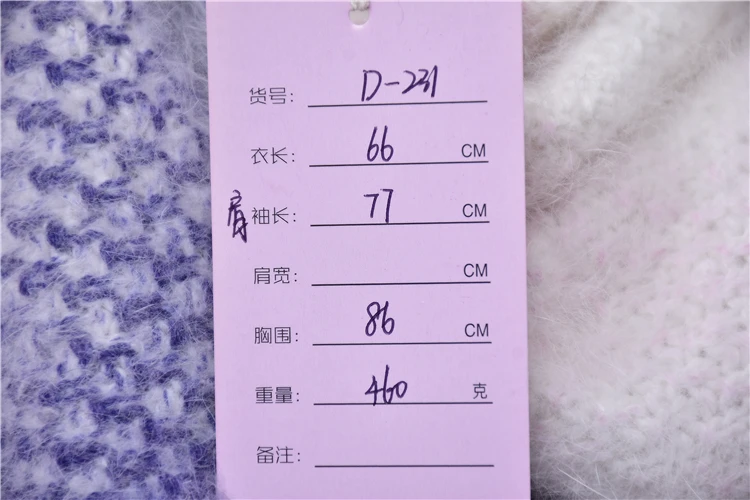 货号: D-231
衣长: 66 CM
肩袖长: 77 CM
肩宽: CM
胸围: 86 CM
重量: 460 克
备注: